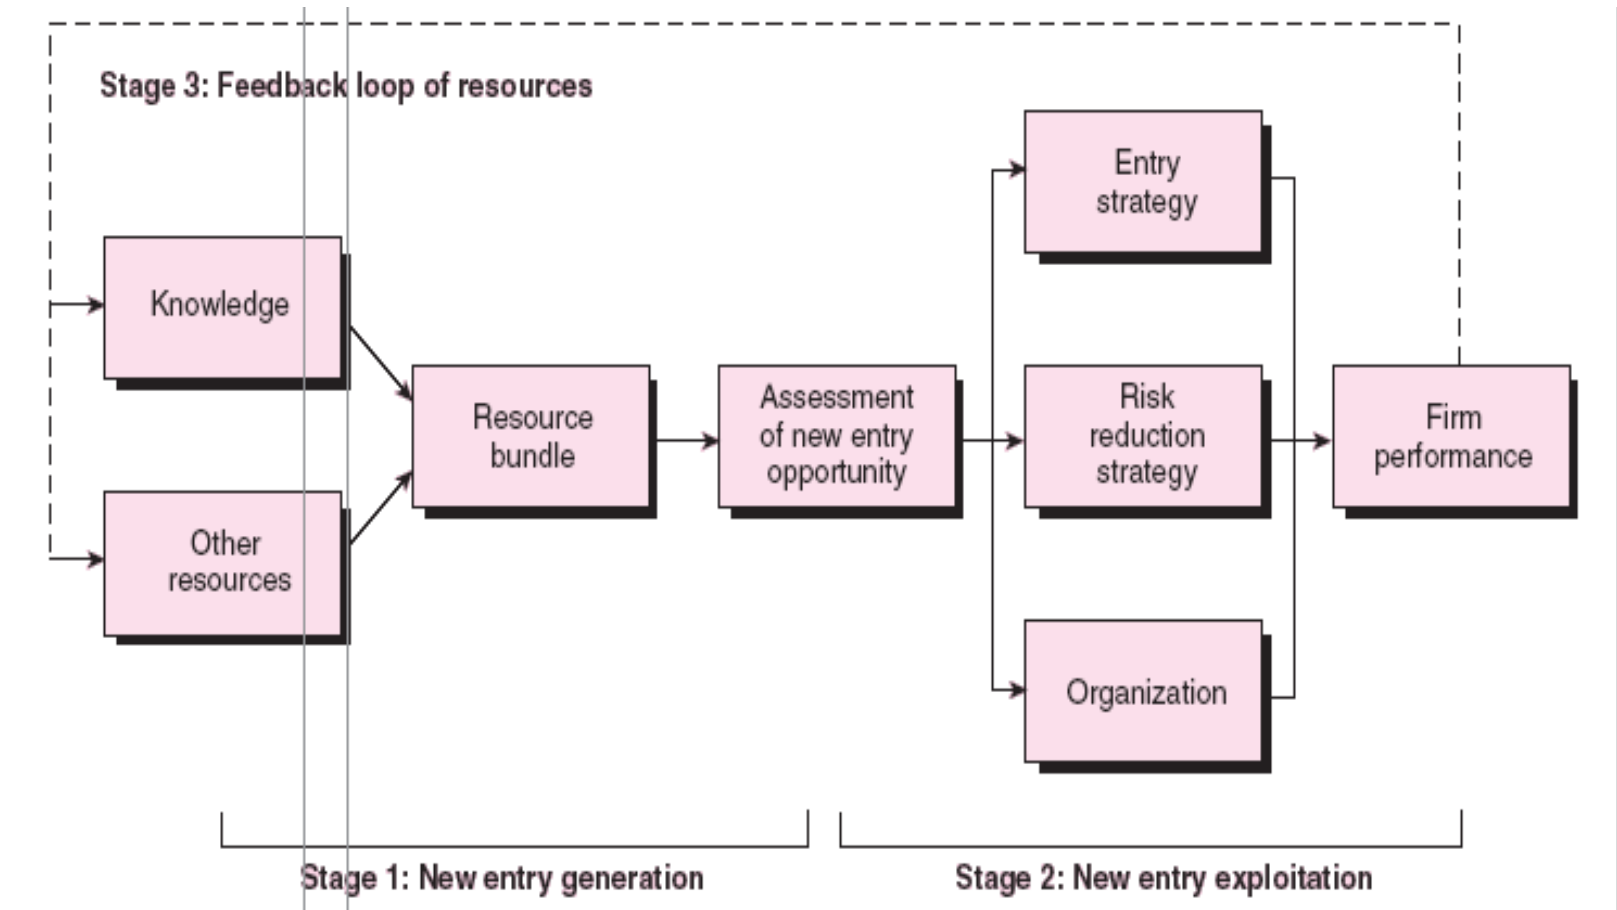 Stage 3: Feedback loop of resources
Entry
strategy
Knowledge
Resource
bundle
Assessment
of new entry
opportunity
Risk
reduction
strategy
Firm
performance
Other
resources
Organization
Stage 1: New entry generation
Stage 2: New entry exploitation